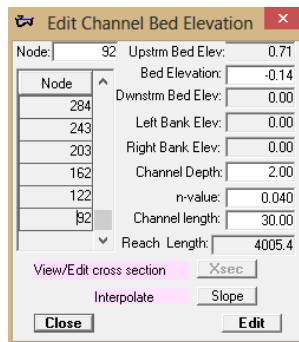 Edit Channel Bed Elevation ×
Node: 92 Upstrm Bed Elev: 0.71
Node Bed Elevation: -0.14
284 Dwnstrm Bed Elev: 0.00
243 Left Bank Elev: 0.00
203 Right Bank Elev: 0.00
162 Channel Depth: 2.00
122 n-value: 0.040
92 Channel length: 30.00
Reach Length: 4005.4
View/Edit cross section Xsec
Interpolate Slope
Close Edit